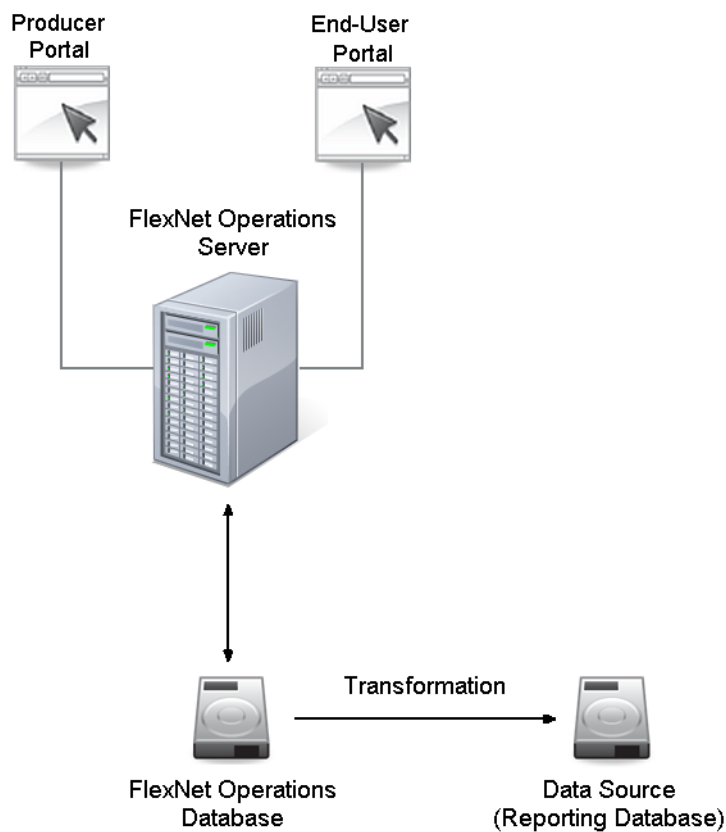 Producer
Portal
End-User
Portal
FlexNet Operations
Server
Transformation
FlexNet Operations
Database
Data Source
(Reporting Database)